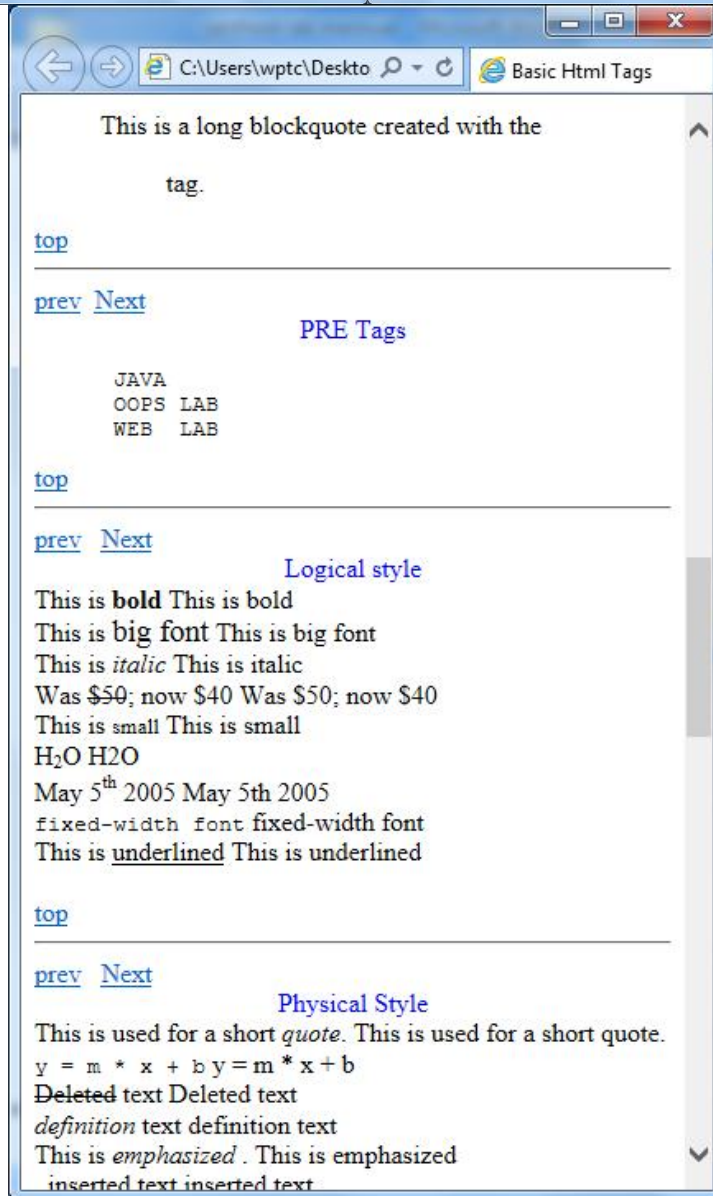 C:\Users\wptc\Deskto
Basic Html Tags
This is a long blockquote created with the
tag.
top
prev Next
PRE Tags
JAVA
OOPS LAB
WEB LAB
top
prev Next
Logical style
This is bold This is bold
This is big font This is big font
This is italic This is italic
Was $50; now $40 Was $50; now $40
This is small This is small
H₂O H2O
May 5th 2005 May 5th 2005
fixed-width font fixed-width font
This is underlined This is underlined
top
prev Next
Physical Style
This is used for a short quote. This is used for a short quote.
y = m * x + b y = m * x + b
Deleted text Deleted text
definition text definition text
This is emphasized . This is emphasized
inserted text inserted text